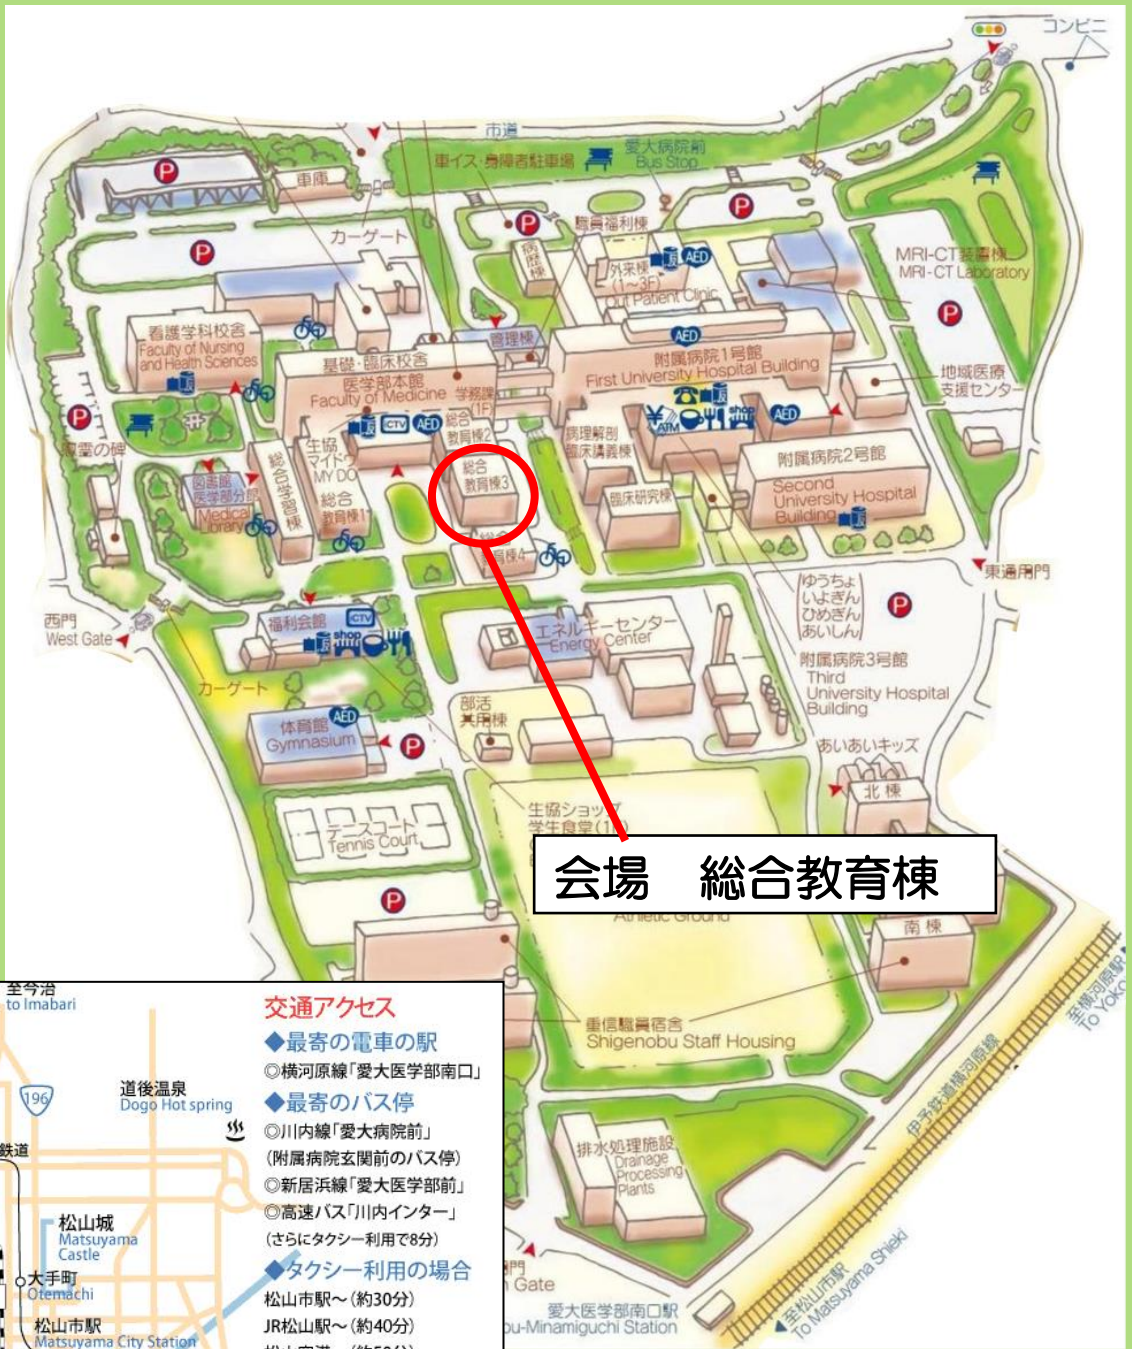 コンビニ
市道
愛大病院前
Bus Stop
車イス・身障者駐車場
P
車庫
P
P
職員福利棟
カーゲート
P
病歴棟
外来棟
(1〜3F)
Out Patient Clinic
AED
MRI-CT装置棟
MRI-CT Laboratory
P
看護学科校舎
Faculty of Nursing
and Health Sciences
管理棟
AED
基礎・臨床校舎
医学部本館
Faculty of Medicine
学務課
(1F)
附属病院1号館
First University Hospital Building
地域医療
支援センター
P
CTV
AED
総合
教育棟2
¥
ATM
shop
AED
生協
マイドゥ
MY DO
病理解剖
臨床講義棟
総合
教育棟3
附属病院2号館
Second
University Hospital
Building
図書館
医学部分館
Medical
Library
総合学習棟
総合
教育棟1
臨床研究棟
教育棟4
東通用門
ゆうちょ
いよぎん
ひめぎん
あいしん
P
西門
West Gate
福利会館
CTV
shop
エネルギーセンター
Energy Center
附属病院3号館
Third
University Hospital
Building
カーゲート
部活
共用棟
体育館
Gymnasium
AED
P
あいあいキッズ
北棟
生協ショップ
学生食堂(1F)
テニスコート
Tennis Court
会場　総合教育棟
P
Athletic Ground
南棟
重信職員宿舎
Shigenobu Staff Housing
至横河原駅
伊予鉄道横河原線
排水処理施設
Drainage
Processing
Plants
Gate
愛大医学部南口駅
ou-Minamiguchi Station
至松山市駅
To Matsuyama Shieki
至今治
to Imabari
196
道後温泉
Dogo Hot spring
鉄道
松山城
Matsuyama
Castle
大手町
Otemachi
松山市駅
Matsuyama City Station
交通アクセス
◆最寄の電車の駅
◎横河原線「愛大医学部南口」
◆最寄のバス停
◎川内線「愛大病院前」
(附属病院玄関前のバス停)
◎新居浜線「愛大医学部前」
◎高速バス「川内インター」
(さらにタクシー利用で8分)
◆タクシー利用の場合
松山市駅〜(約30分)
JR松山駅〜(約40分)